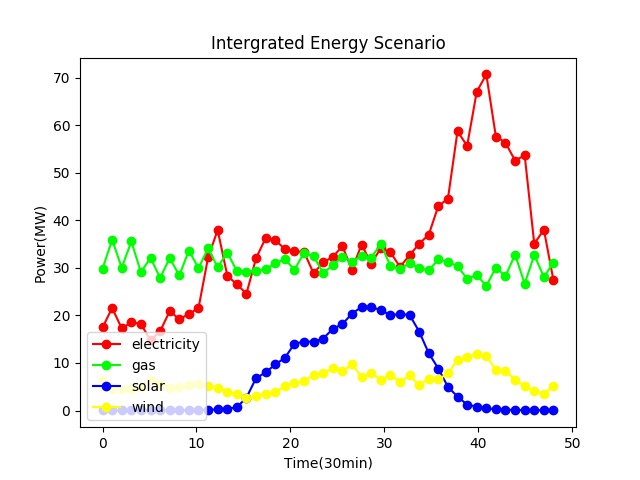 Intergrated Energy Scenario
Power(MW)
70
60
50
40
30
20
10
0
electricity
gas
solar
wind
0 10 20 30 40 50
Time(30min)